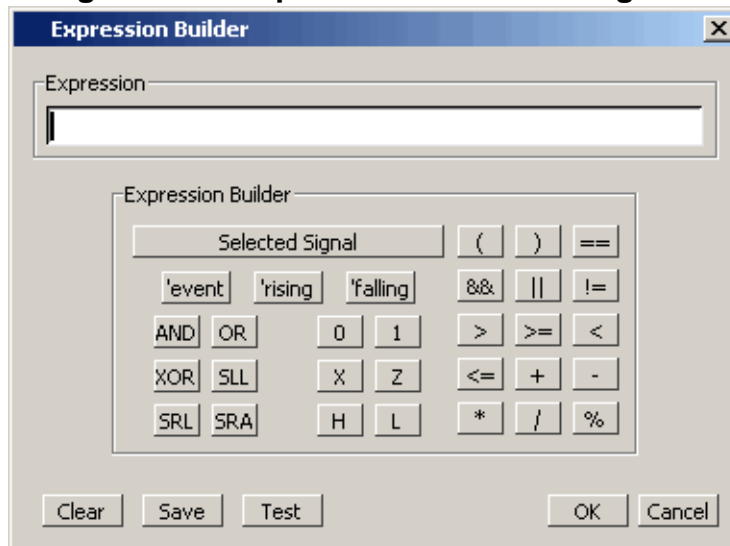 Expression Builder
Expression
Expression Builder
Selected Signal ( ) ==
'event 'rising 'falling && || !=
AND OR 0 1 > >= <
XOR SLL X Z <= + -
SRL SRA H L * / %
Clear Save Test OK Cancel